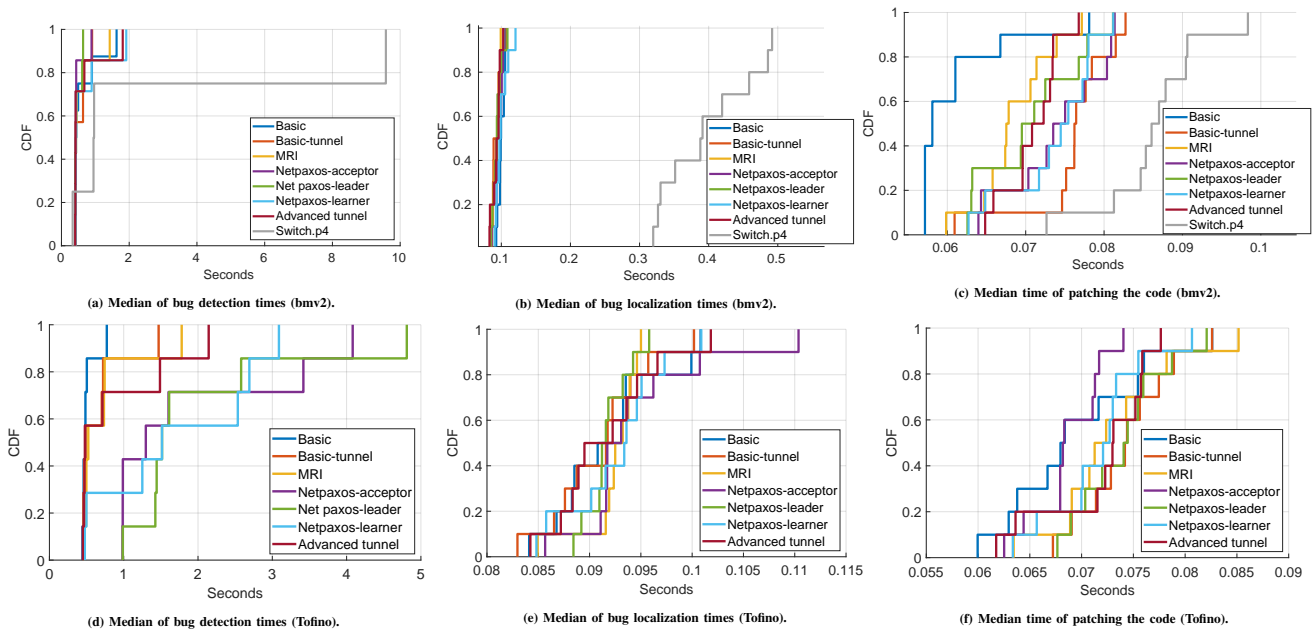 1
0.8
0.6
0.4
0.2
0
CDF
0 2 4 6 8 10
Seconds
Basic
Basic-tunnel
MRI
Netpaxos-acceptor
Net paxos-leader
Netpaxos-learner
Advanced tunnel
Switch.p4
(a) Median of bug detection times (bmv2).
1
0.8
0.6
0.4
0.2
0
CDF
0.1 0.2 0.3 0.4 0.5
Seconds
Basic
Basic-tunnel
MRI
Netpaxos-acceptor
Netpaxos-leader
Netpaxos-learner
Advanced tunnel
Switch.p4
(b) Median of bug localization times (bmv2).
1
0.8
0.6
0.4
0.2
0
CDF
0.06 0.07 0.08 0.09 0.1
Seconds
Basic
Basic-tunnel
MRI
Netpaxos-acceptor
Netpaxos-leader
Netpaxos-learner
Advanced tunnel
Switch.p4
(c) Median time of patching the code (bmv2).
1
0.8
0.6
0.4
0.2
0
CDF
0 1 2 3 4 5
Seconds
Basic
Basic-tunnel
MRI
Netpaxos-acceptor
Net paxos-leader
Netpaxos-learner
Advanced tunnel
(d) Median of bug detection times (Tofino).
1
0.8
0.6
0.4
0.2
0
CDF
0.08 0.085 0.09 0.095 0.1 0.105 0.11 0.115
Seconds
Basic
Basic-tunnel
MRI
Netpaxos-acceptor
Netpaxos-leader
Netpaxos-learner
Advanced tunnel
(e) Median of bug localization times (Tofino).
1
0.8
0.6
0.4
0.2
0
CDF
0.055 0.06 0.065 0.07 0.075 0.08 0.085 0.09
Seconds
Basic
Basic-tunnel
MRI
Netpaxos-acceptor
Netpaxos-leader
Netpaxos-learner
Advanced tunnel
(f) Median time of patching the code (Tofino).